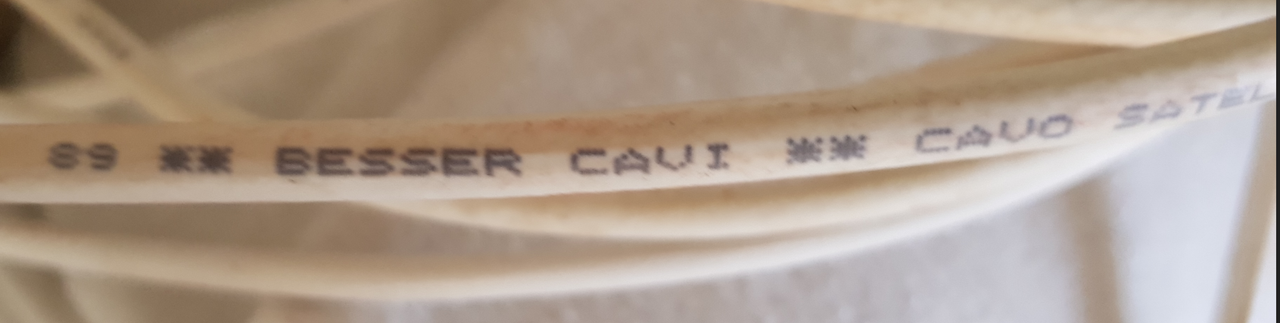 ** BESSER CAVI ** CAVO SATEL